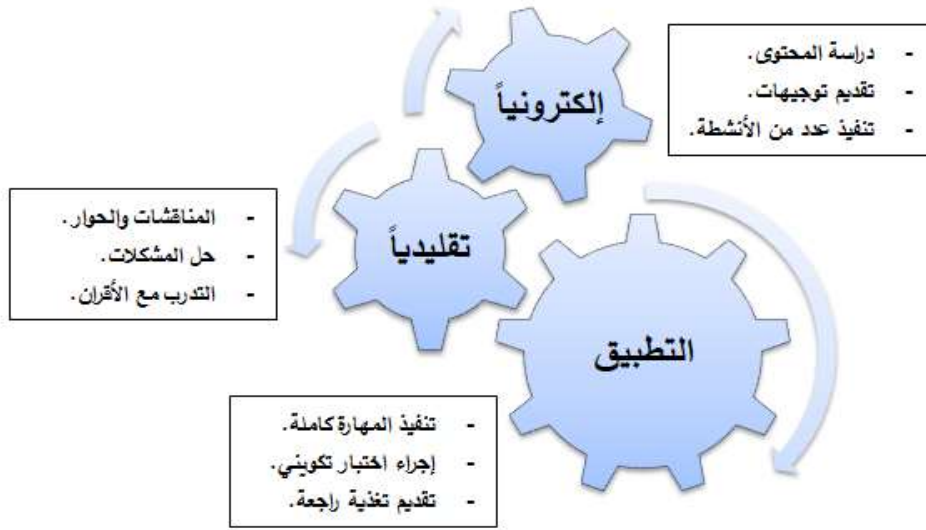 إلكترونياً
- دراسة المحتوى.
- تقديم توجيهات.
- تنفيذ عدد من الأنشطة.
تقليدياً
- المناقشات والحوار.
- حل المشكلات.
- التدرب مع الأقران.
التطبيق
- تنفيذ المهارة كاملة.
- إجراء اختبار تكويني.
- تقديم تغذية راجعة.